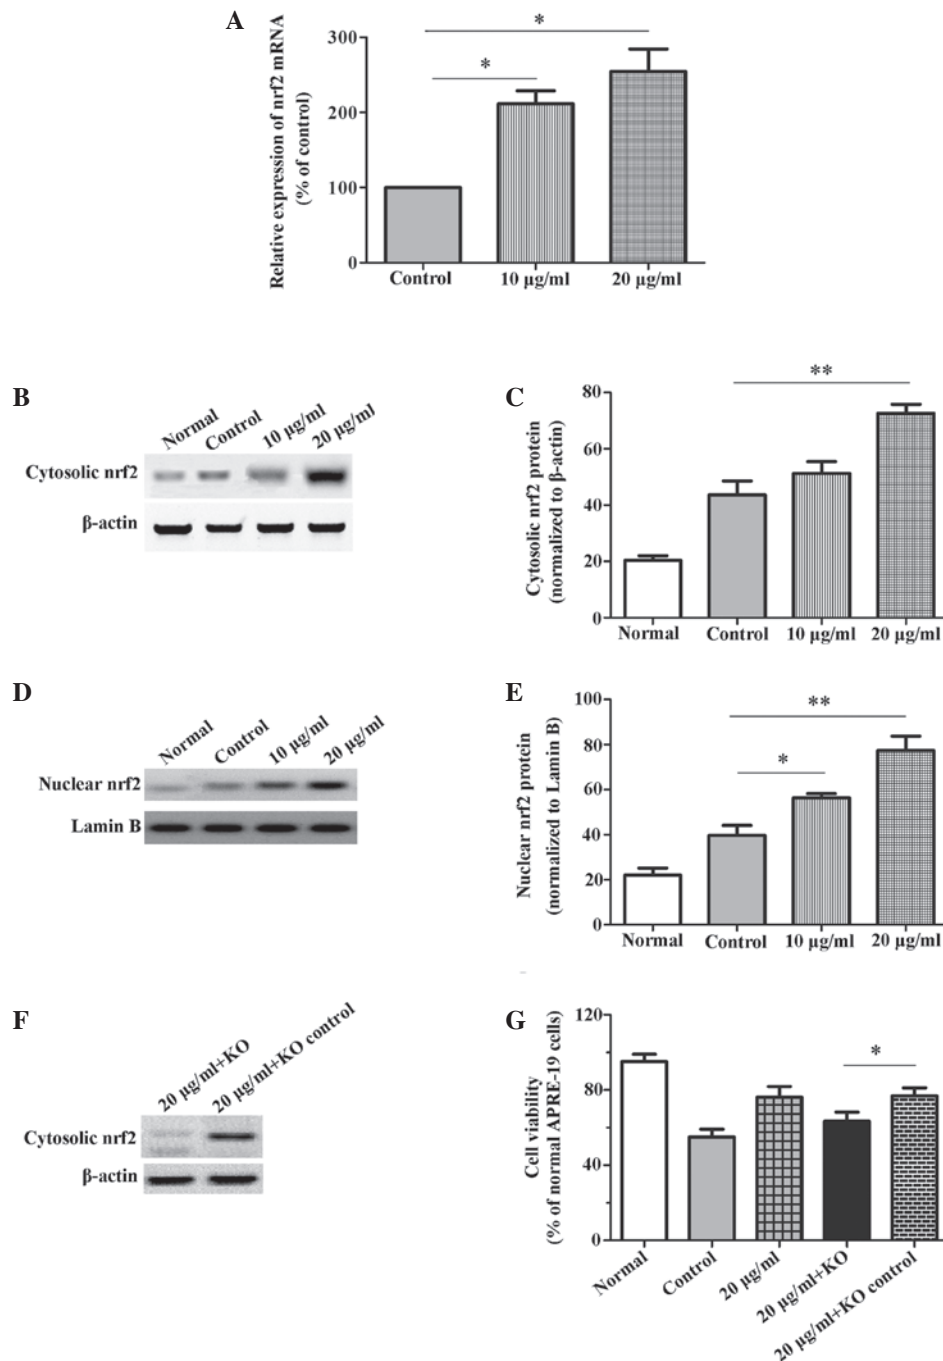 A
Relative expression of nrf2 mRNA
(% of control)
300
200
100
0
*
*
Control
10 µg/ml
20 µg/ml
B
Normal
Control
10 µg/ml
20 µg/ml
Cytosolic nrf2
β-actin
C
Cytosolic nrf2 protein
(normalized to β-actin)
80
60
40
20
0
**
Normal
Control
10 µg/ml
20 µg/ml
D
Normal
Control
10 µg/ml
20 µg/ml
Nuclear nrf2
Lamin B
E
Nuclear nrf2 protein
(normalized to Lamin B)
100
80
60
40
20
0
**
*
Normal
Control
10 µg/ml
20 µg/ml
F
20 µg/ml+KO
20 µg/ml+KO control
Cytosolic nrf2
β-actin
G
Cell viability
(% of normal APRE-19 cells)
120
80
40
0
*
Normal
Control
20 µg/ml
20 µg/ml+KO
20 µg/ml+KO control